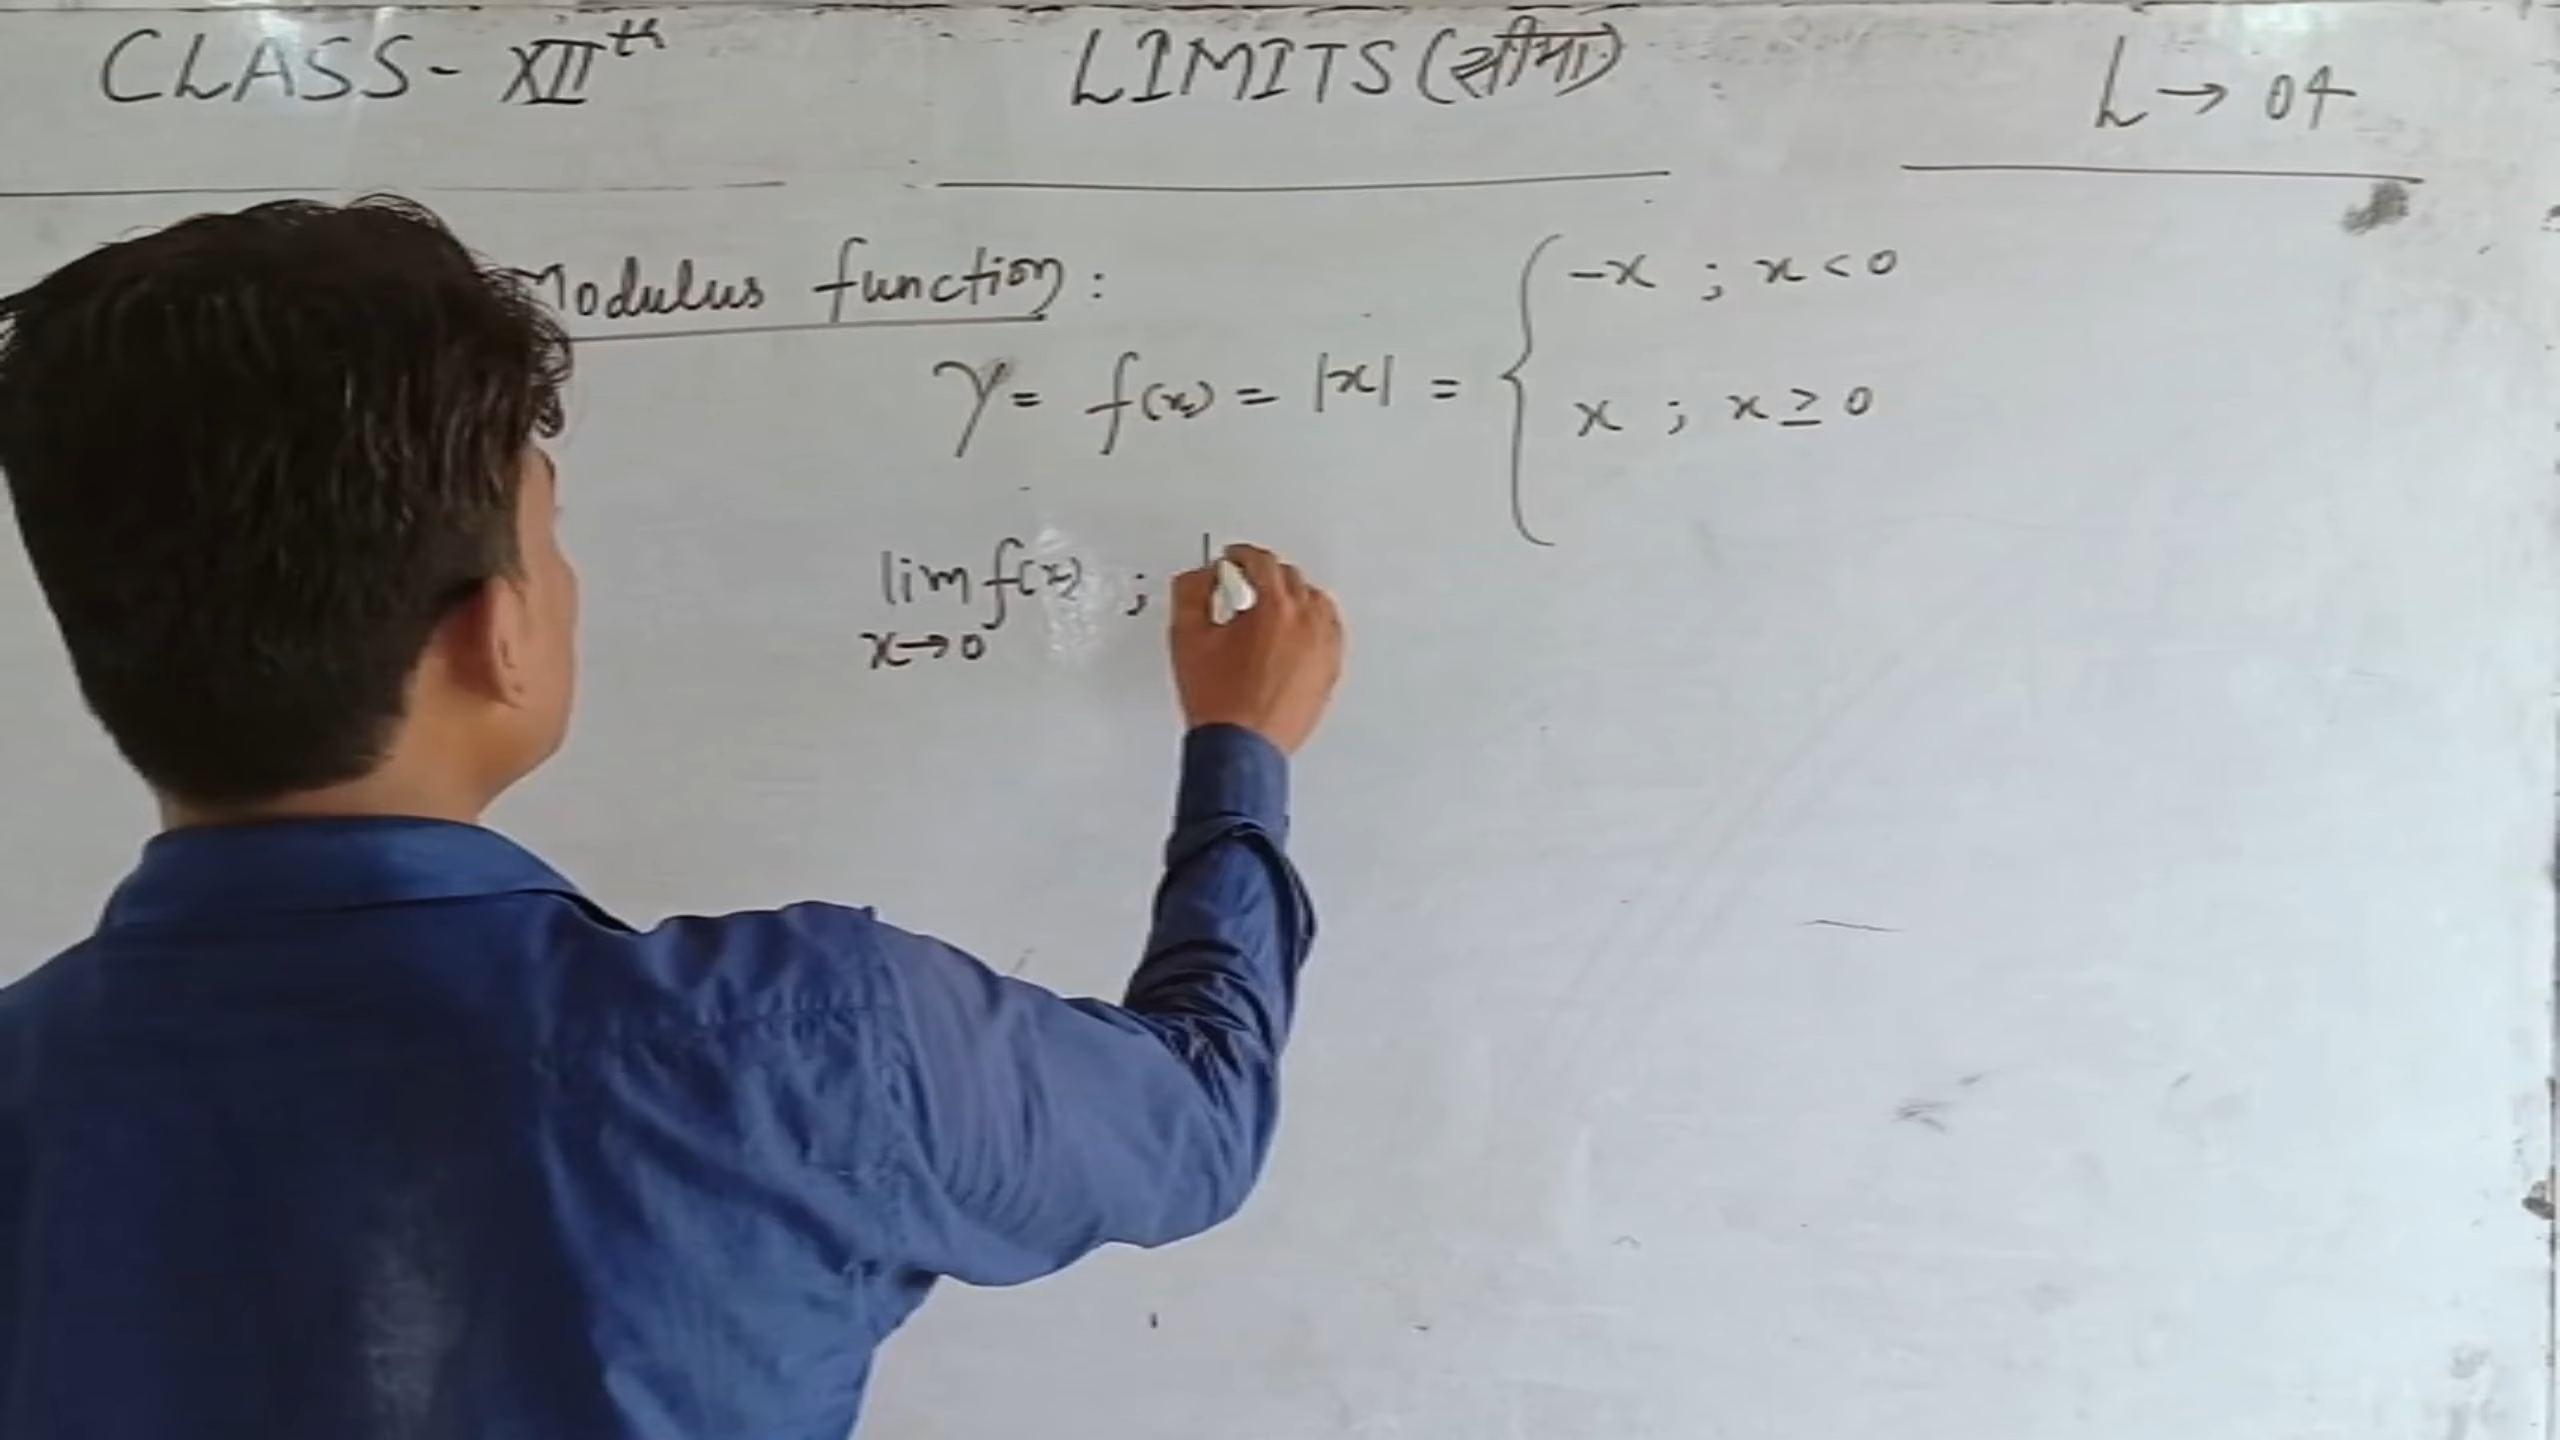 CLASS - XIIth
LIMITS (सीमा)
L → 04
Modulus function :
y = f(x) = |x| = { -x ; x < 0
x ; x ≥ 0
lim f(x) ;
x→0